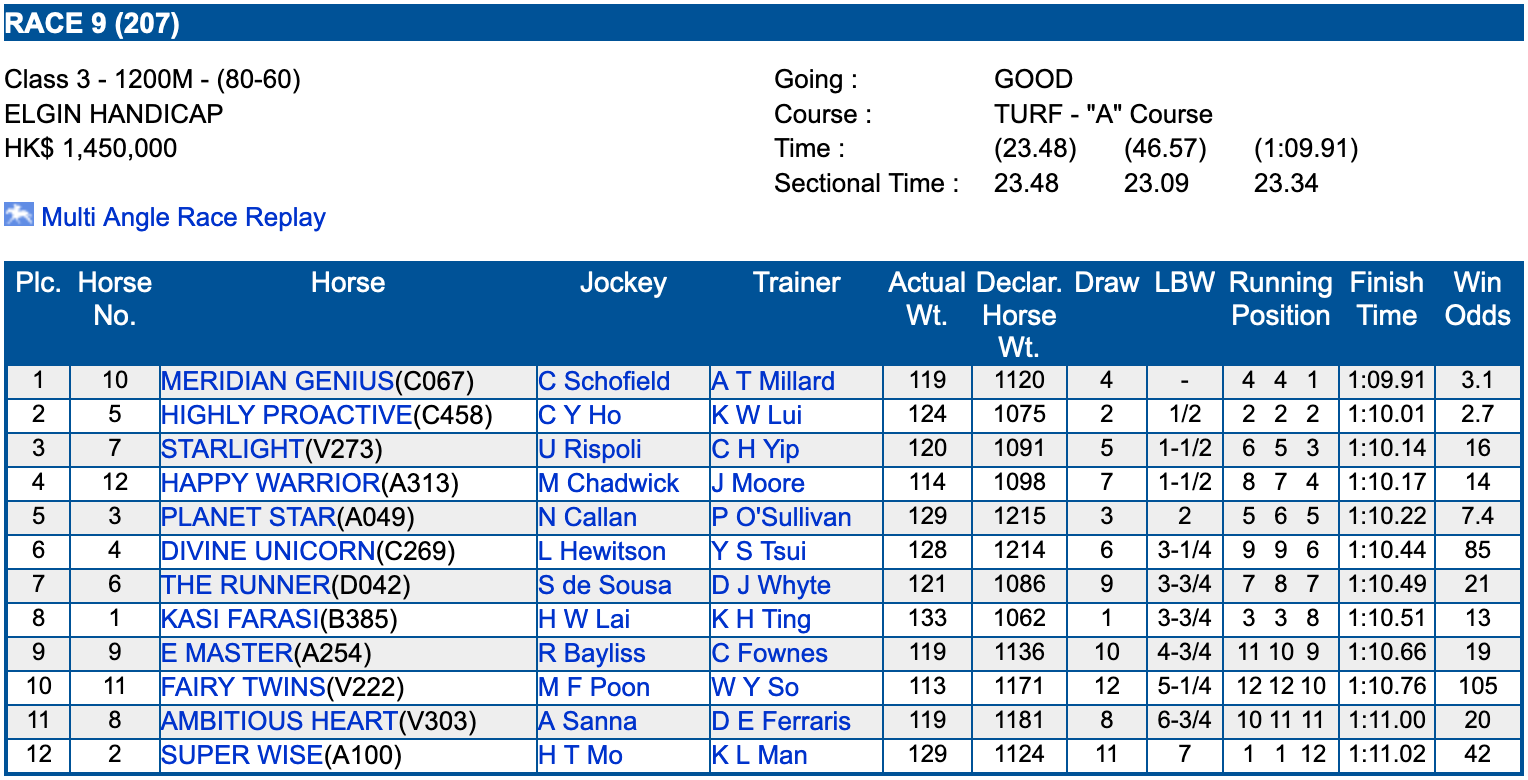 RACE 9 (207)
Class 3 - 1200M - (80-60) Going : GOOD
ELGIN HANDICAP Course : TURF - "A" Course
HK$ 1,450,000 Time : (23.48) (46.57) (1:09.91)
Sectional Time : 23.48 23.09 23.34
Multi Angle Race Replay
Plc. Horse Horse Jockey Trainer Actual Declar. Draw LBW Running Finish Win
No. Wt. Horse Position Time Odds
Wt.
1 10 MERIDIAN GENIUS(C067) C Schofield A T Millard 119 1120 4 - 4 4 1 1:09.91 3.1
2 5 HIGHLY PROACTIVE(C458) C Y Ho K W Lui 124 1075 2 1/2 2 2 2 1:10.01 2.7
3 7 STARLIGHT(V273) U Rispoli C H Yip 120 1091 5 1-1/2 6 5 3 1:10.14 16
4 12 HAPPY WARRIOR(A313) M Chadwick J Moore 114 1098 7 1-1/2 8 7 4 1:10.17 14
5 3 PLANET STAR(A049) N Callan P O'Sullivan 129 1215 3 2 5 6 5 1:10.22 7.4
6 4 DIVINE UNICORN(C269) L Hewitson Y S Tsui 128 1214 6 3-1/4 9 9 6 1:10.44 85
7 6 THE RUNNER(D042) S de Sousa D J Whyte 121 1086 9 3-3/4 7 8 7 1:10.49 21
8 1 KASI FARASI(B385) H W Lai K H Ting 133 1062 1 3-3/4 3 3 8 1:10.51 13
9 9 E MASTER(A254) R Bayliss C Fownes 119 1136 10 4-3/4 11 10 9 1:10.66 19
10 11 FAIRY TWINS(V222) M F Poon W Y So 113 1171 12 5-1/4 12 12 10 1:10.76 105
11 8 AMBITIOUS HEART(V303) A Sanna D E Ferraris 119 1181 8 6-3/4 10 11 11 1:11.00 20
12 2 SUPER WISE(A100) H T Mo K L Man 129 1124 11 7 1 1 12 1:11.02 42